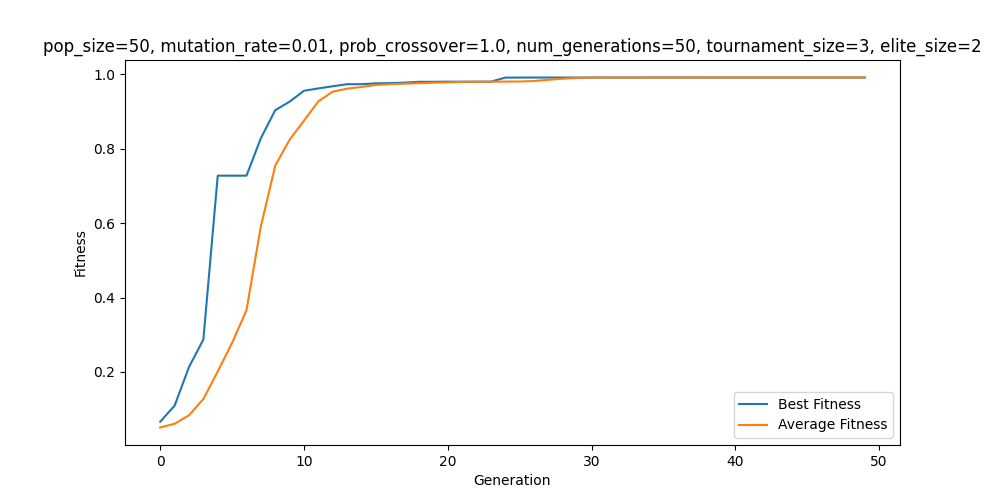 pop_size=50, mutation_rate=0.01, prob_crossover=1.0, num_generations=50, tournament_size=3, elite_size=2
1.0
0.8
0.6
0.4
0.2
Fitness
Best Fitness
Average Fitness
0 10 20 30 40 50
Generation